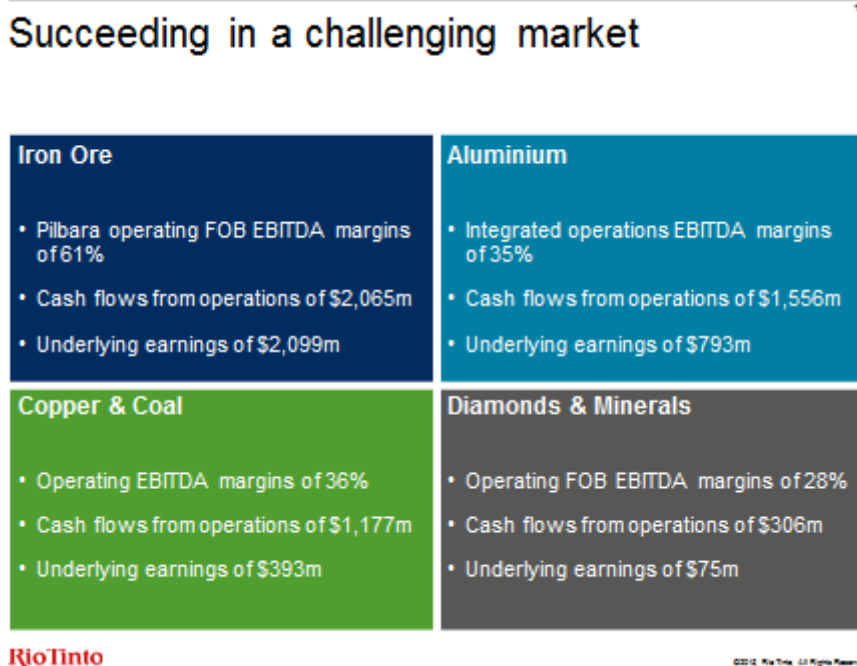 Succeeding in a challenging market
Iron Ore
• Pilbara operating FOB EBITDA margins
of 61%
• Cash flows from operations of $2,065m
• Underlying earnings of $2,099m
Aluminium
• Integrated operations EBITDA margins
of 35%
• Cash flows from operations of $1,556m
• Underlying earnings of $793m
Copper & Coal
• Operating EBITDA margins of 36%
• Cash flows from operations of $1,177m
• Underlying earnings of $393m
Diamonds & Minerals
• Operating FOB EBITDA margins of 28%
• Cash flows from operations of $306m
• Underlying earnings of $75m
RioTinto
Rio Tinto, All Rights